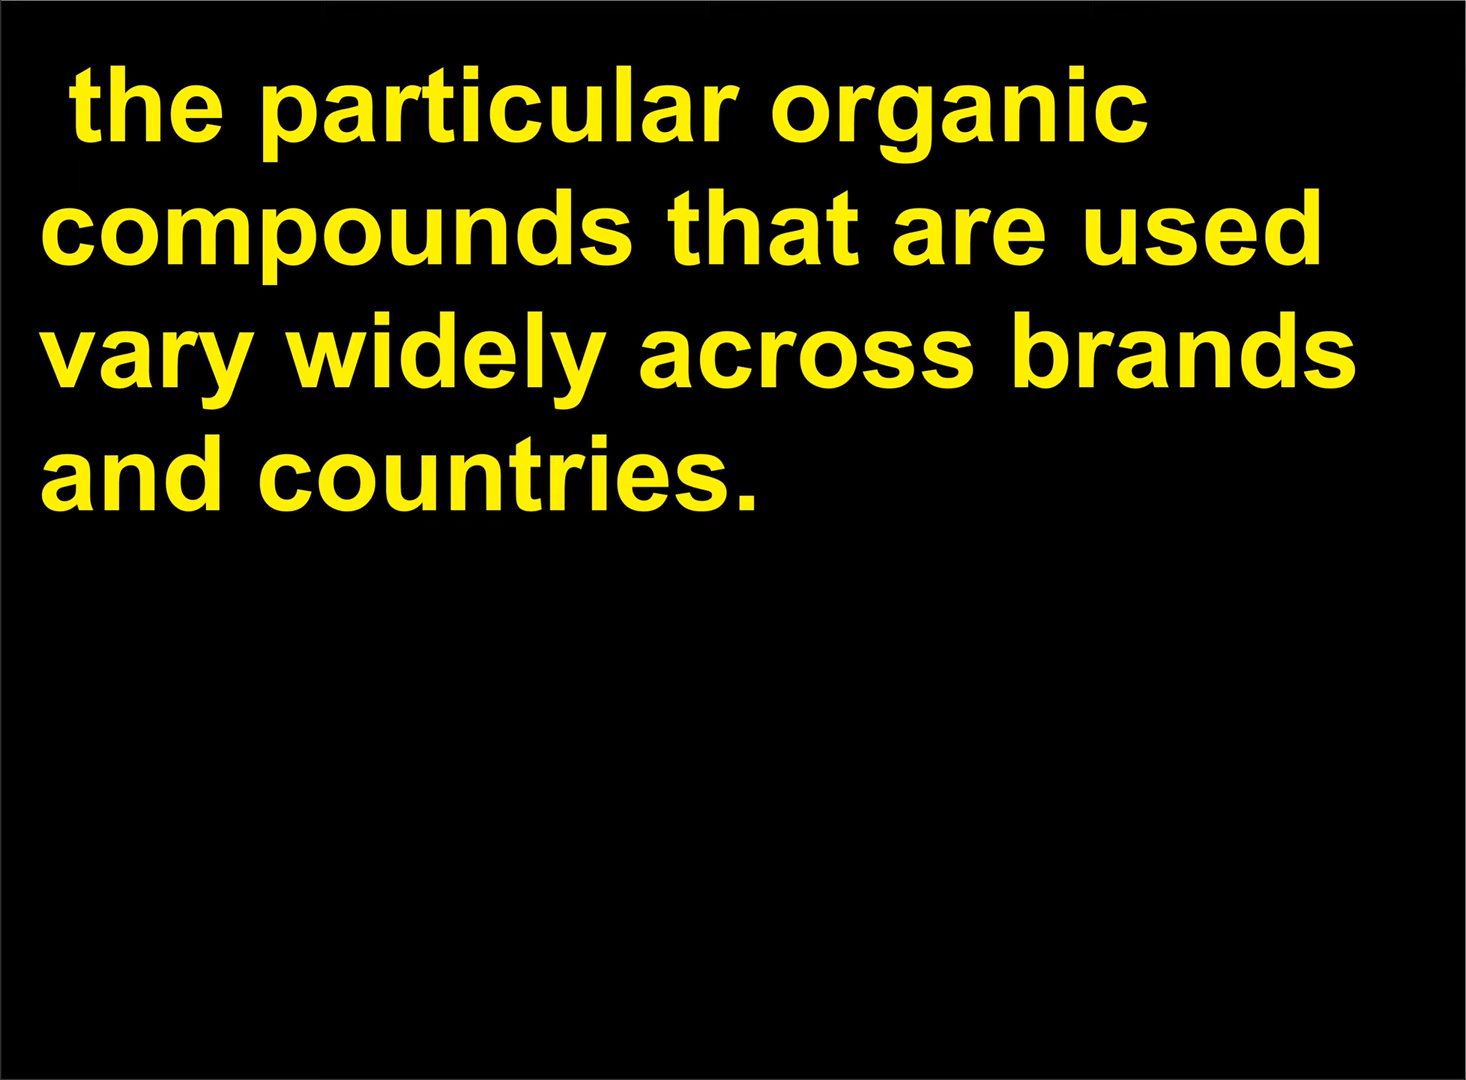 the particular organic
compounds that are used
vary widely across brands
and countries.